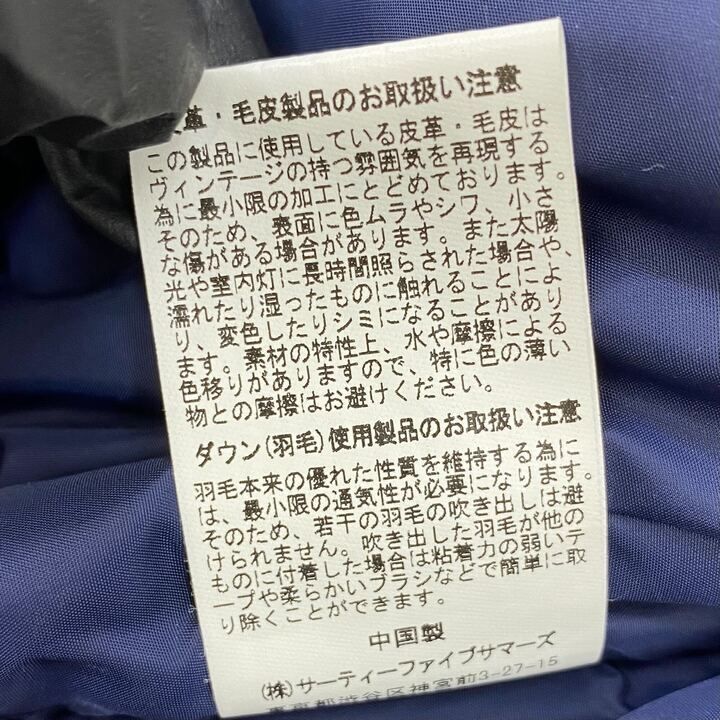 皮革・毛皮製品のお取扱い注意
この製品に使用している皮革・毛皮は
ヴィンテージの持つ雰囲気を再現する
為に最小限の加工にとどめております。
そのため、表面に色ムラやシワ、小さ
な傷がある場合があります。また太陽
光や室内灯に長時間照らされた場合や、
濡れたり湿ったものに触れることによ
り、変色したりシミになることがあり
ます。素材の特性上、水や摩擦による
色移りがありますので、特に色の薄い
物との摩擦はお避けください。
ダウン(羽毛)使用製品のお取扱い注意
羽毛本来の優れた性質を維持する為に
は、最小限の通気性が必要になります。
そのため、若干の羽毛の吹き出しは避
けられません。吹き出した羽毛が他の
ものに付着した場合は粘着力の弱いテ
ープや柔らかいブラシなどで簡単に取
り除くことができます。
中国製
(株)サーティーファイブサマーズ
東京都渋谷区神宮前3-27-15